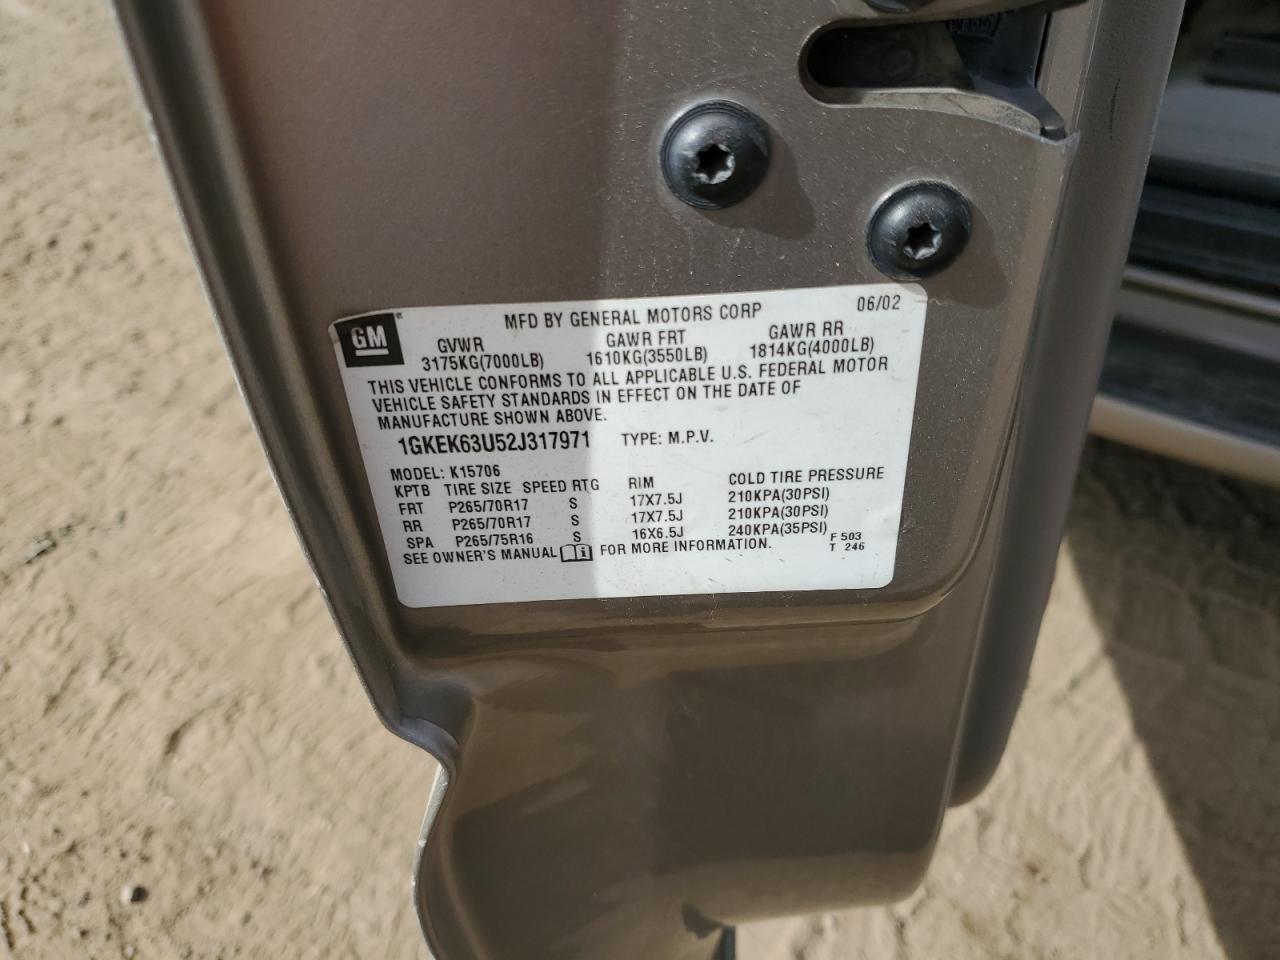 GM
MFD BY GENERAL MOTORS CORP 06/02
GVWR GAWR FRT GAWR RR
3175KG(7000LB) 1610KG(3550LB) 1814KG(4000LB)
THIS VEHICLE CONFORMS TO ALL APPLICABLE U.S. FEDERAL MOTOR
VEHICLE SAFETY STANDARDS IN EFFECT ON THE DATE OF
MANUFACTURE SHOWN ABOVE.
1GKEK63U52J317971 TYPE: M.P.V.
MODEL: K15706
KPTB TIRE SIZE SPEED RTG RIM COLD TIRE PRESSURE
FRT P265/70R17 S 17X7.5J 210KPA(30PSI)
RR P265/70R17 S 17X7.5J 210KPA(30PSI)
SPA P265/75R16 S 16X6.5J 240KPA(35PSI)
SEE OWNER'S MANUAL i FOR MORE INFORMATION.
F 503
T 246